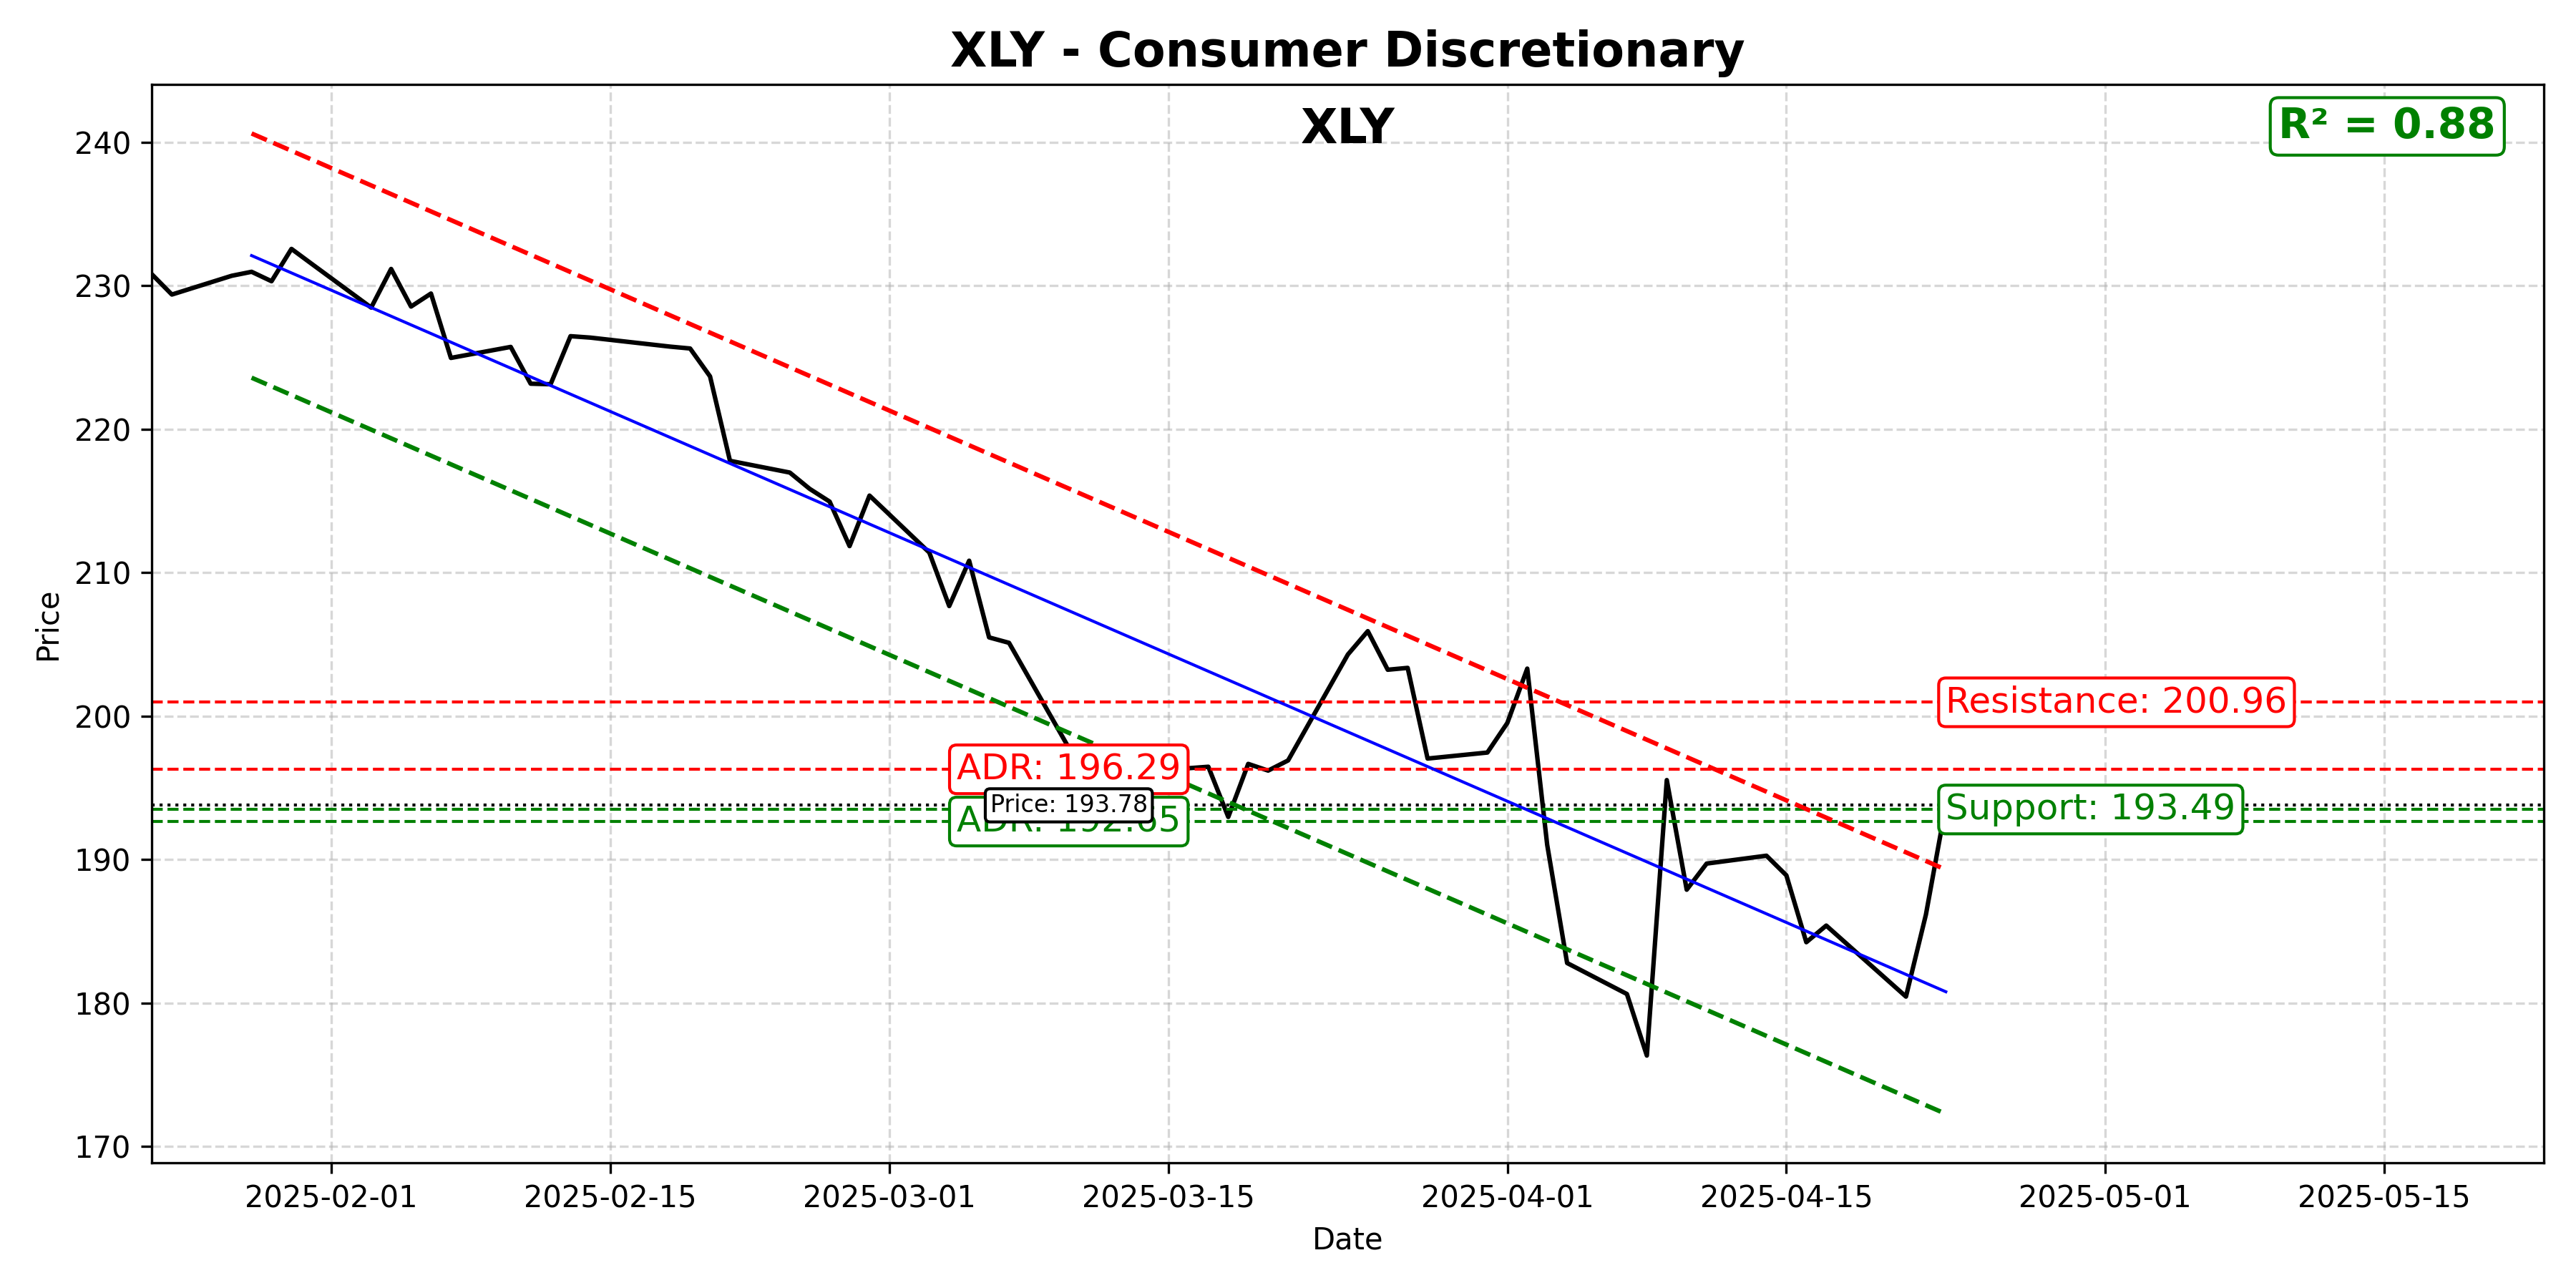 XLY - Consumer Discretionary
XLY
R² = 0.88
240
230
220
210
200
190
180
170
Price
Resistance: 200.96
ADR: 196.29
Price: 193.78
Support: 193.49
ADR: 192.65
2025-02-01
2025-02-15
2025-03-01
2025-03-15
2025-04-01
2025-04-15
2025-05-01
2025-05-15
Date